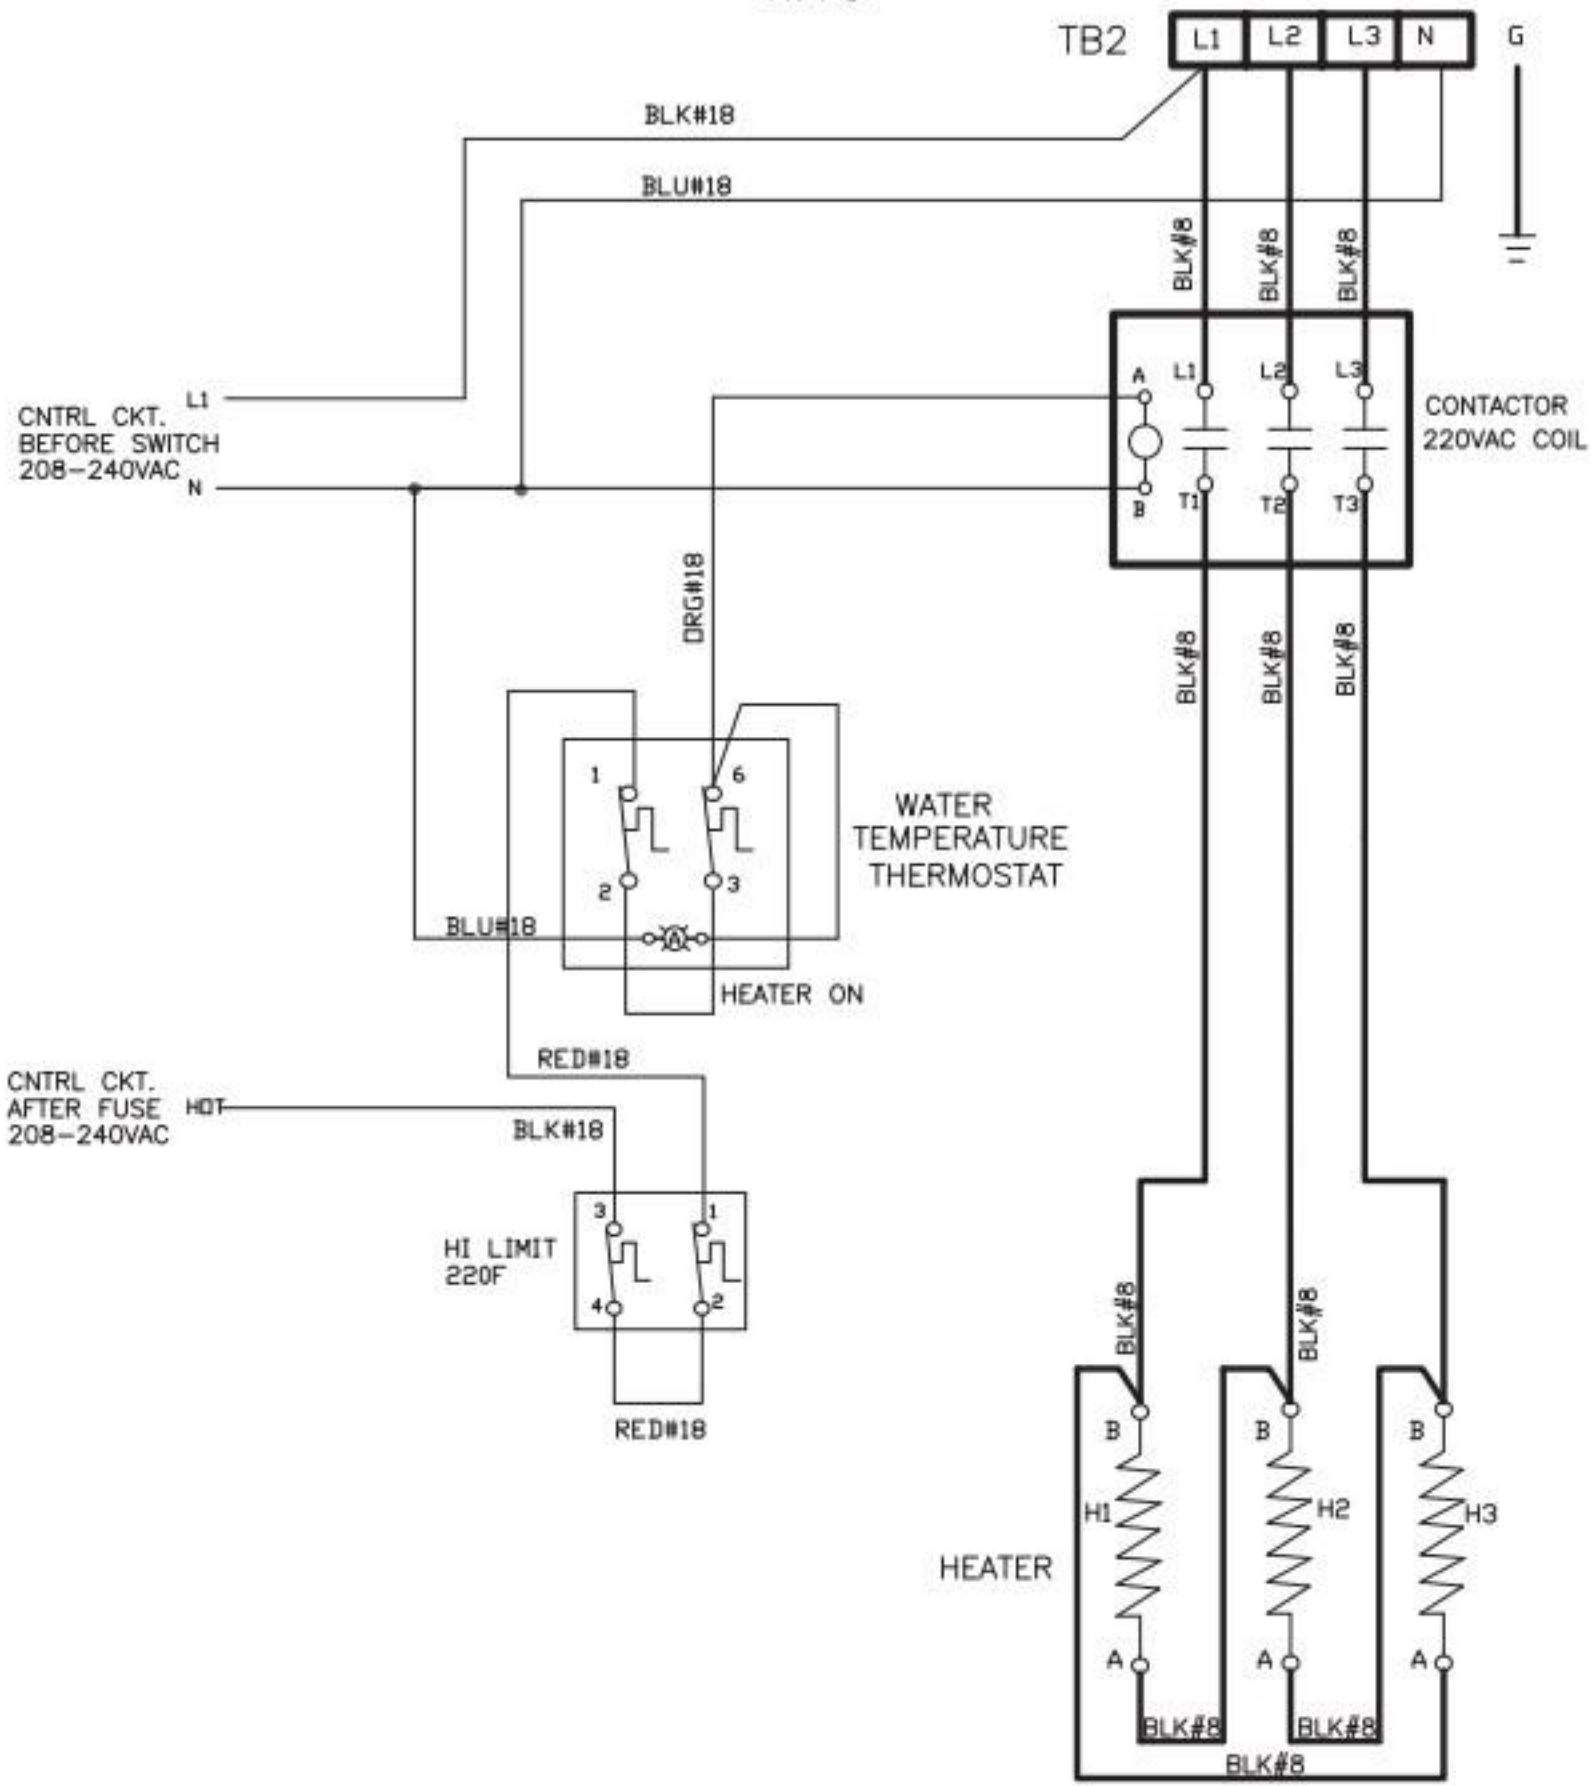 TB2 L1 L2 L3 N G
BLK#18
BLU#18
BLK#8 BLK#8 BLK#8
CNTRL CKT. L1
BEFORE SWITCH
208-240VAC N
A L1 L2 L3
B T1 T2 T3
CONTACTOR
220VAC COIL
ORG#18
BLK#8 BLK#8 BLK#8
1 6
2 3
WATER
TEMPERATURE
THERMOSTAT
BLU#18
A
HEATER ON
RED#18
CNTRL CKT.
AFTER FUSE HOT
208-240VAC
BLK#18
3 1
HI LIMIT
220F
4 2
RED#18
BLK#8 BLK#8
B B B
H1 H2 H3
HEATER
A A A
BLK#8 BLK#8
BLK#8